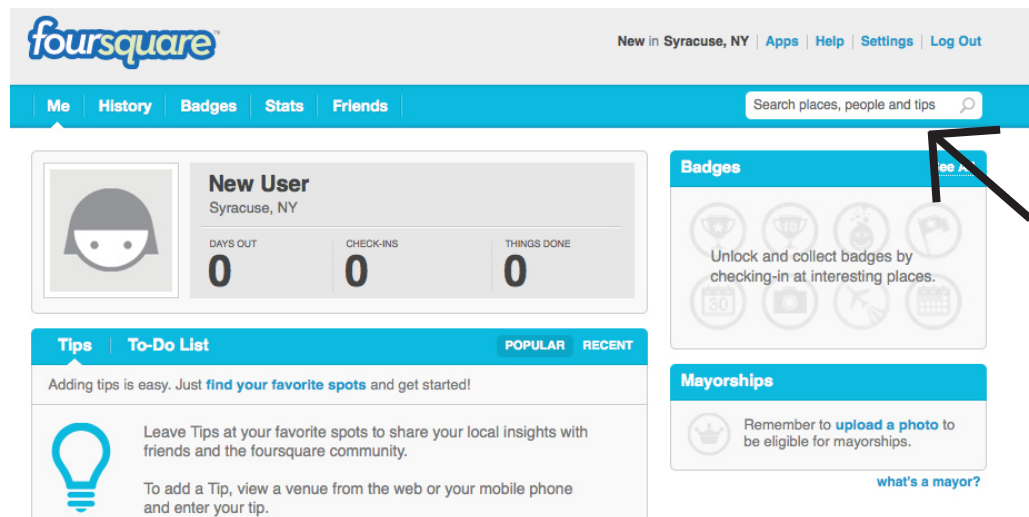 foursquare
New in Syracuse, NY | Apps | Help | Settings | Log Out
Me History Badges Stats Friends
Search places, people and tips
New User
Syracuse, NY
DAYS OUT CHECK-INS THINGS DONE
0 0 0
Tips To-Do List POPULAR RECENT
Adding tips is easy. Just find your favorite spots and get started!
Leave Tips at your favorite spots to share your local insights with
friends and the foursquare community.
To add a Tip, view a venue from the web or your mobile phone
and enter your tip.
Badges
10
30
Unlock and collect badges by
checking-in at interesting places.
Mayorships
Remember to upload a photo to
be eligible for mayorships.
what's a mayor?